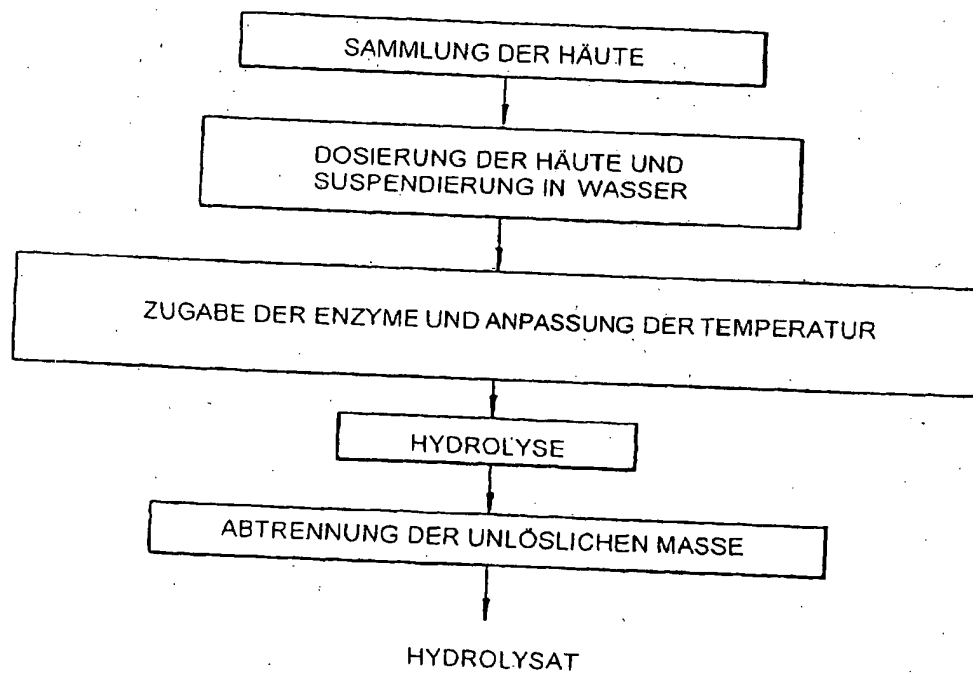 SAMMLUNG DER HÄUTE
DOSIERUNG DER HÄUTE UND
SUSPENDIERUNG IN WASSER
ZUGABE DER ENZYME UND ANPASSUNG DER TEMPERATUR
HYDROLYSE
ABTRENNUNG DER UNLÖSLICHEN MASSE
HYDROLYSAT